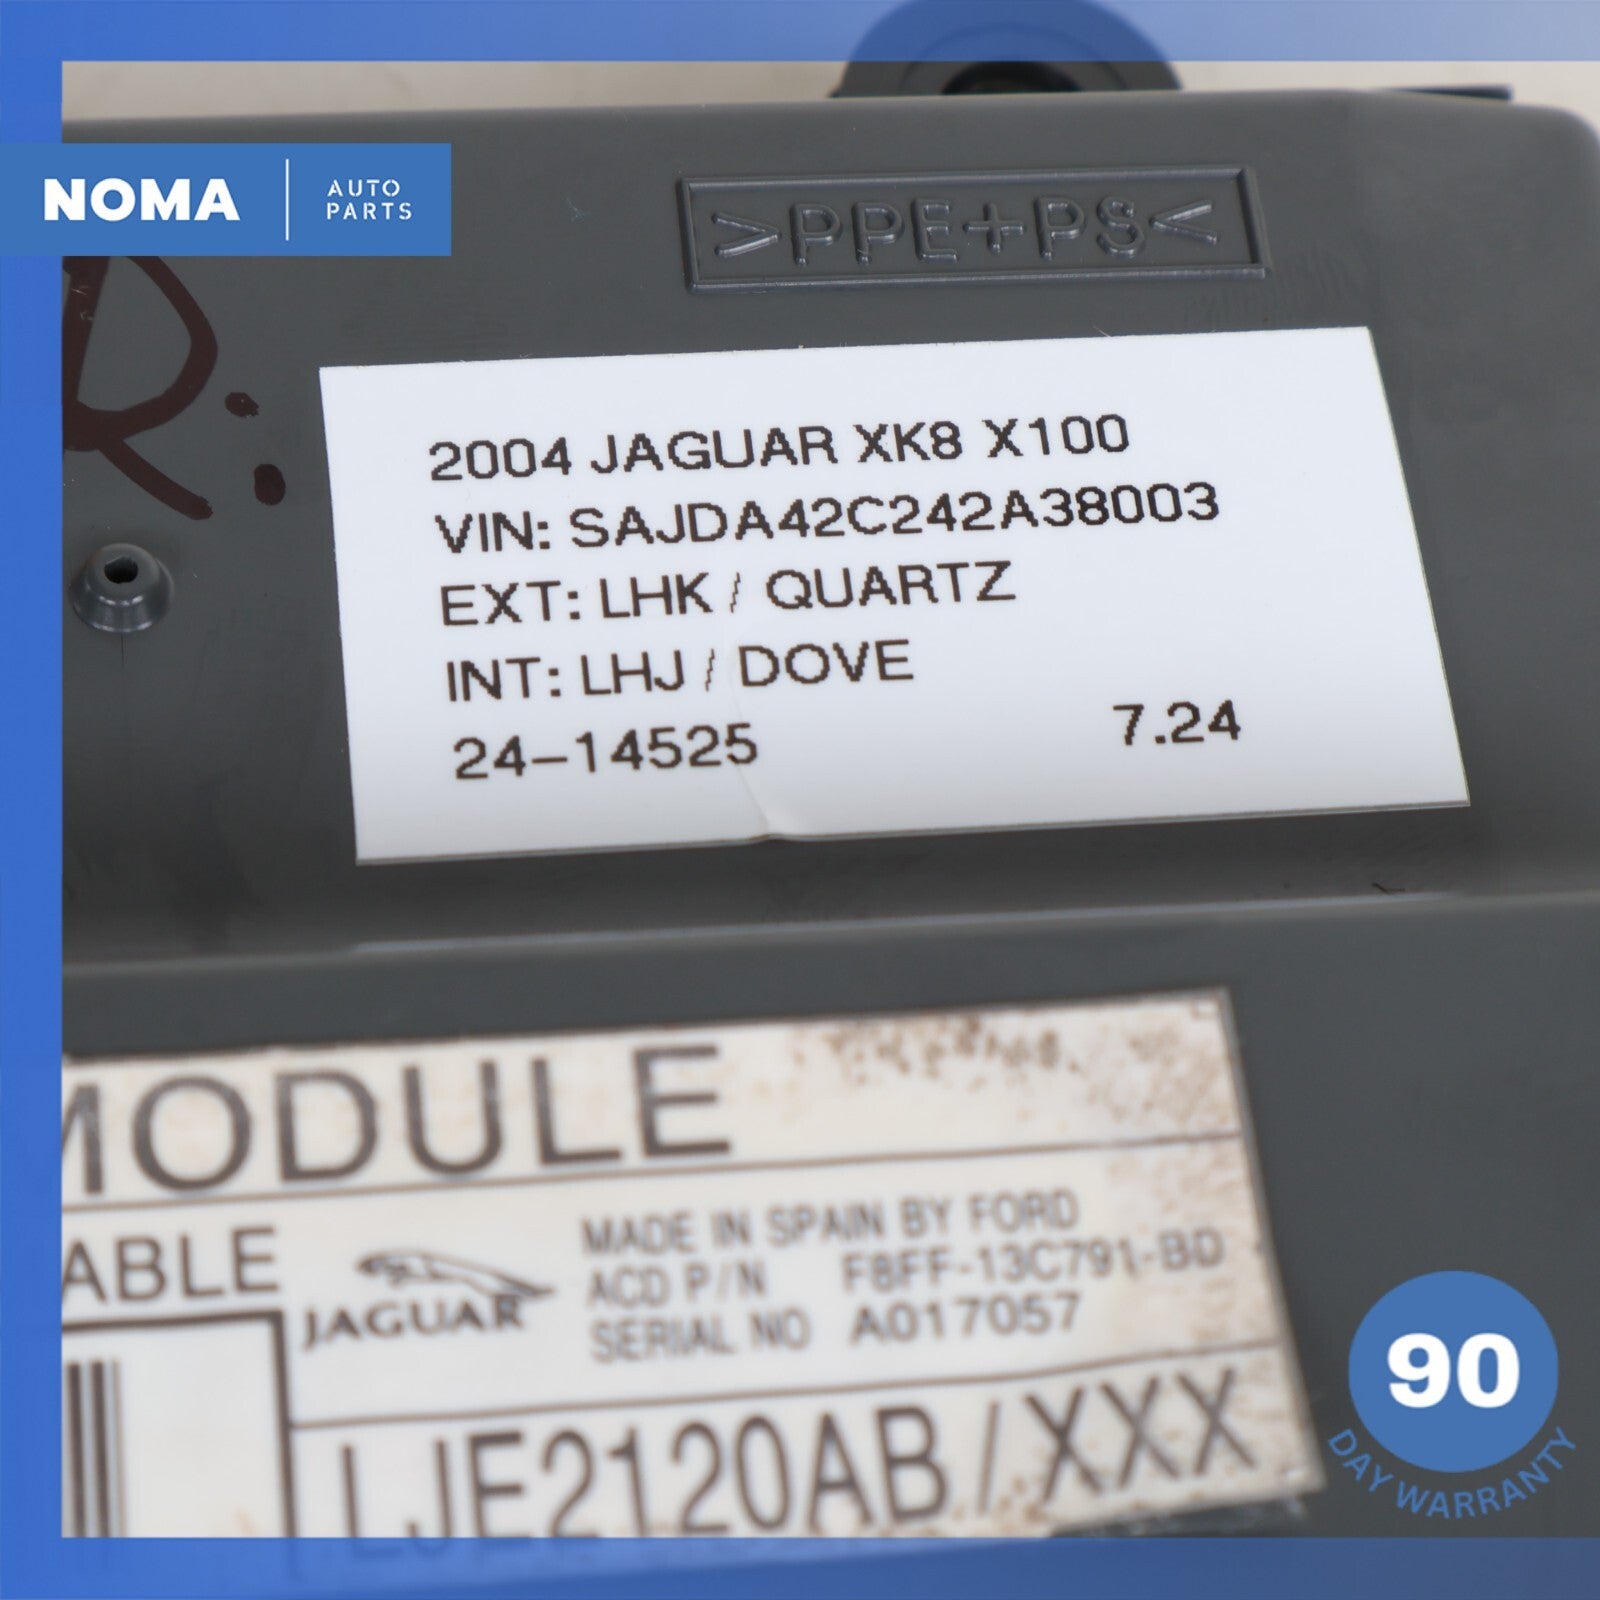 NOMA
AUTO
PARTS
>PPE+PS<
R.
2004 JAGUAR XK8 X100
VIN: SAJDA42C242A38003
EXT: LHK / QUARTZ
INT: LHJ / DOVE
24-14525 7.24
MODULE
ABLE
JAGUAR
MADE IN SPAIN BY FORD
ACD P/N F8FF-13C791-BD
SERIAL NO A017057
LJE2120AB/XXX
90
DAY WARRANTY